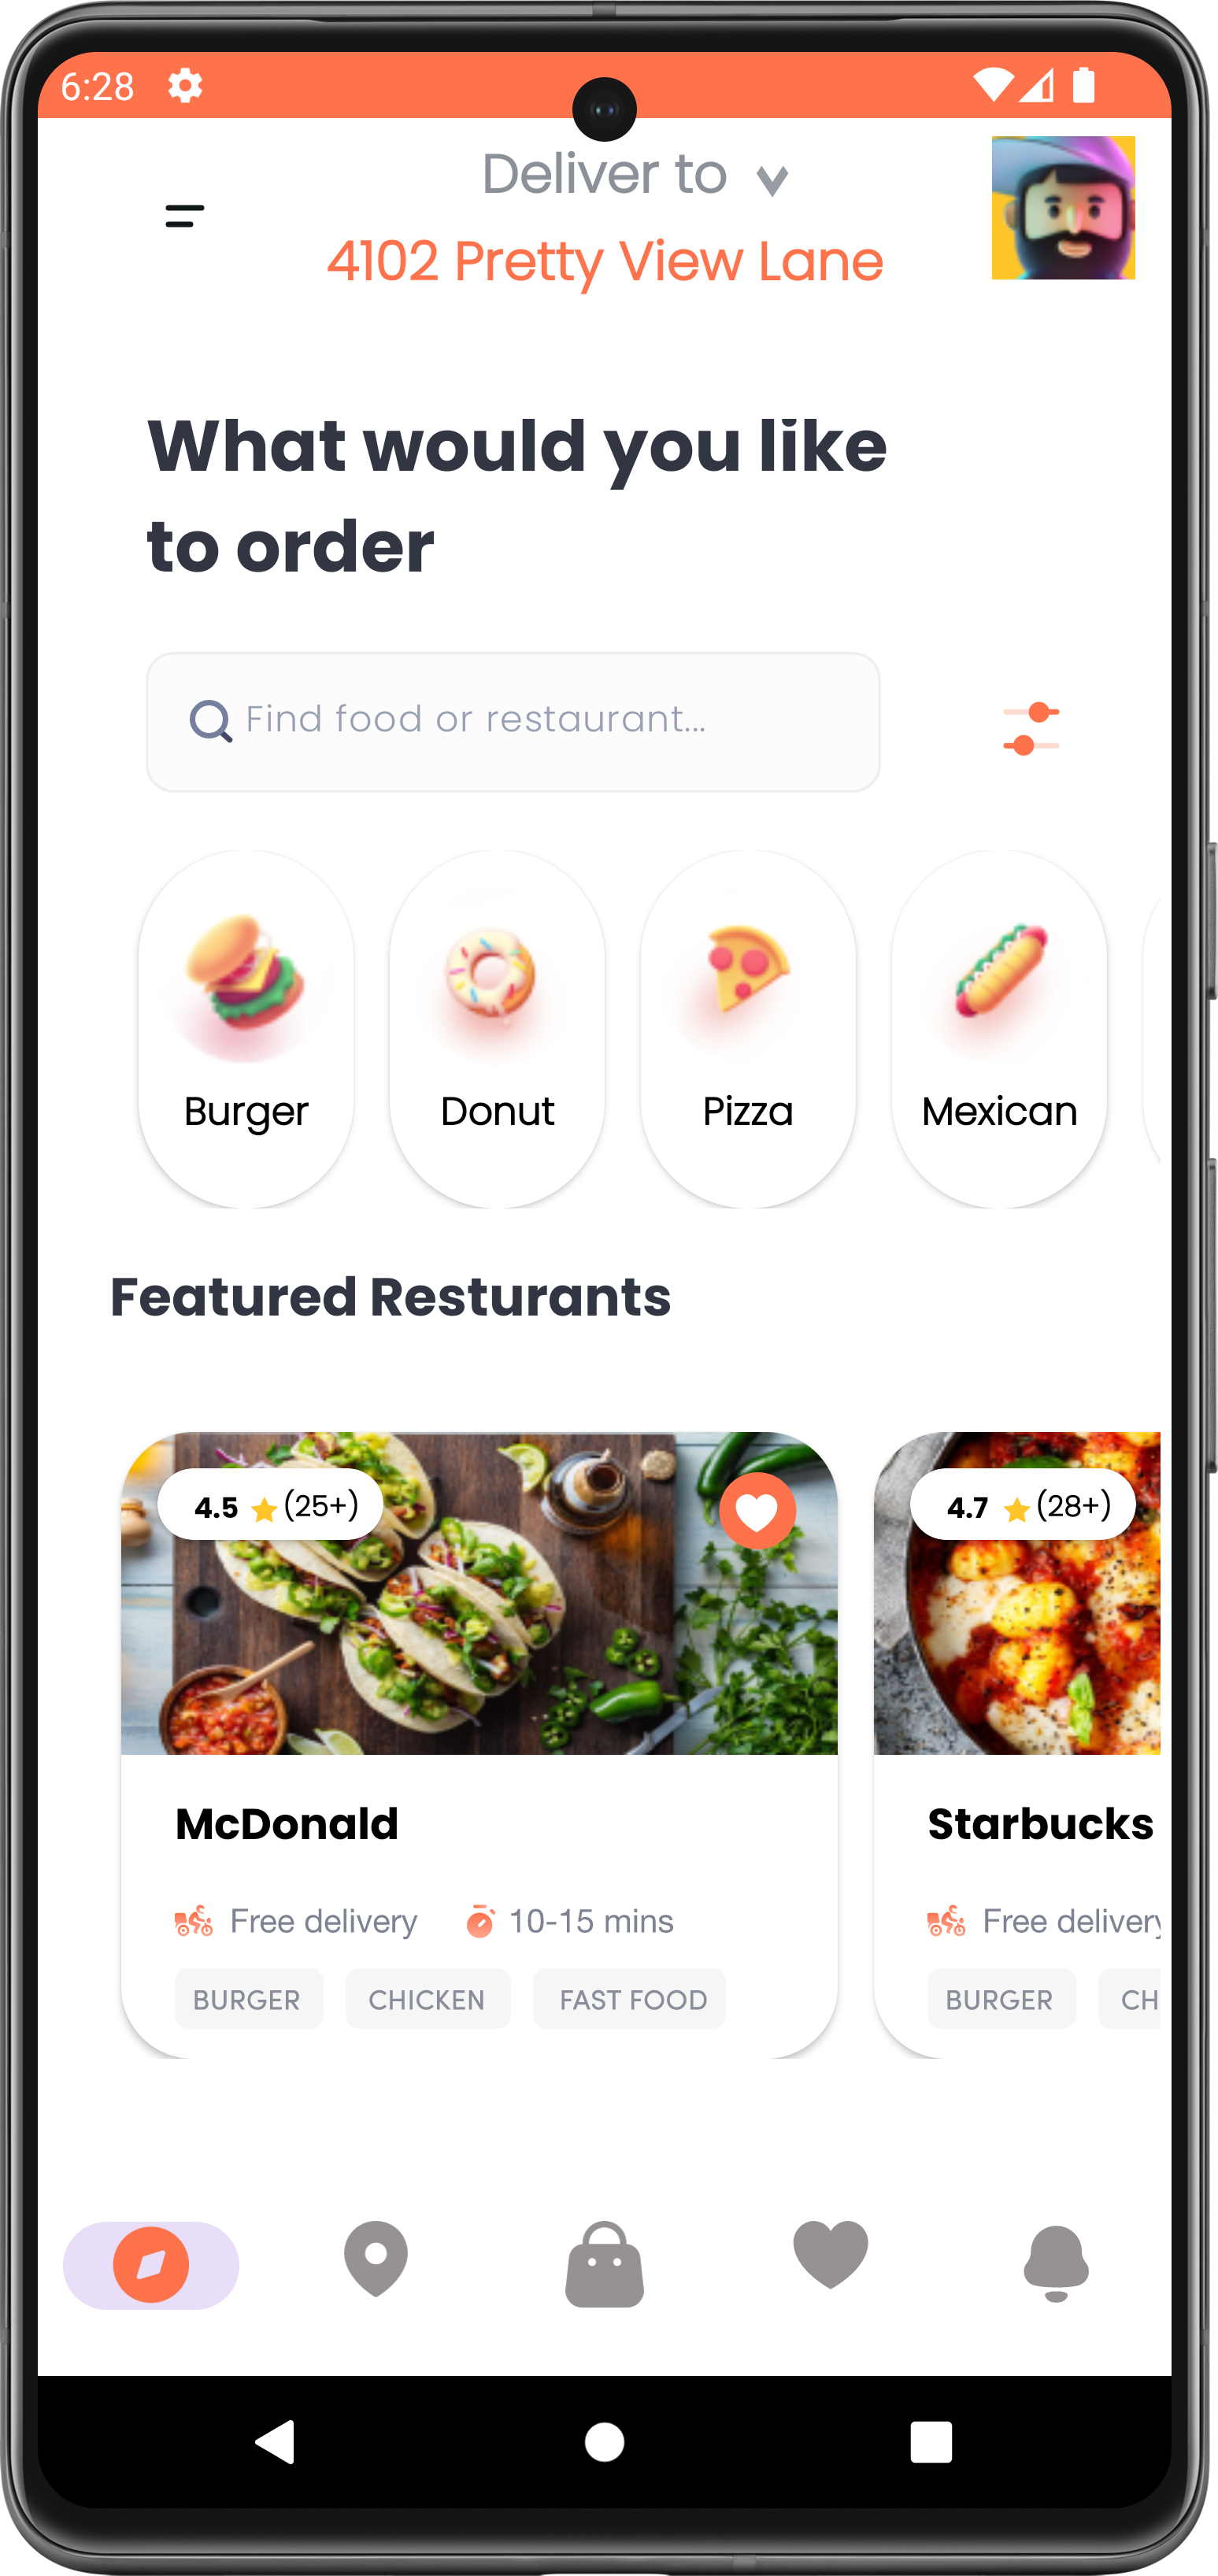 6:28
Deliver to
4102 Pretty View Lane
What would you like
to order
Find food or restaurant...
Burger Donut Pizza Mexican
Featured Resturants
4.5 (25+) 4.7 (28+)
McDonald Starbucks
Free delivery 10-15 mins Free delivery
BURGER CHICKEN FAST FOOD BURGER CH